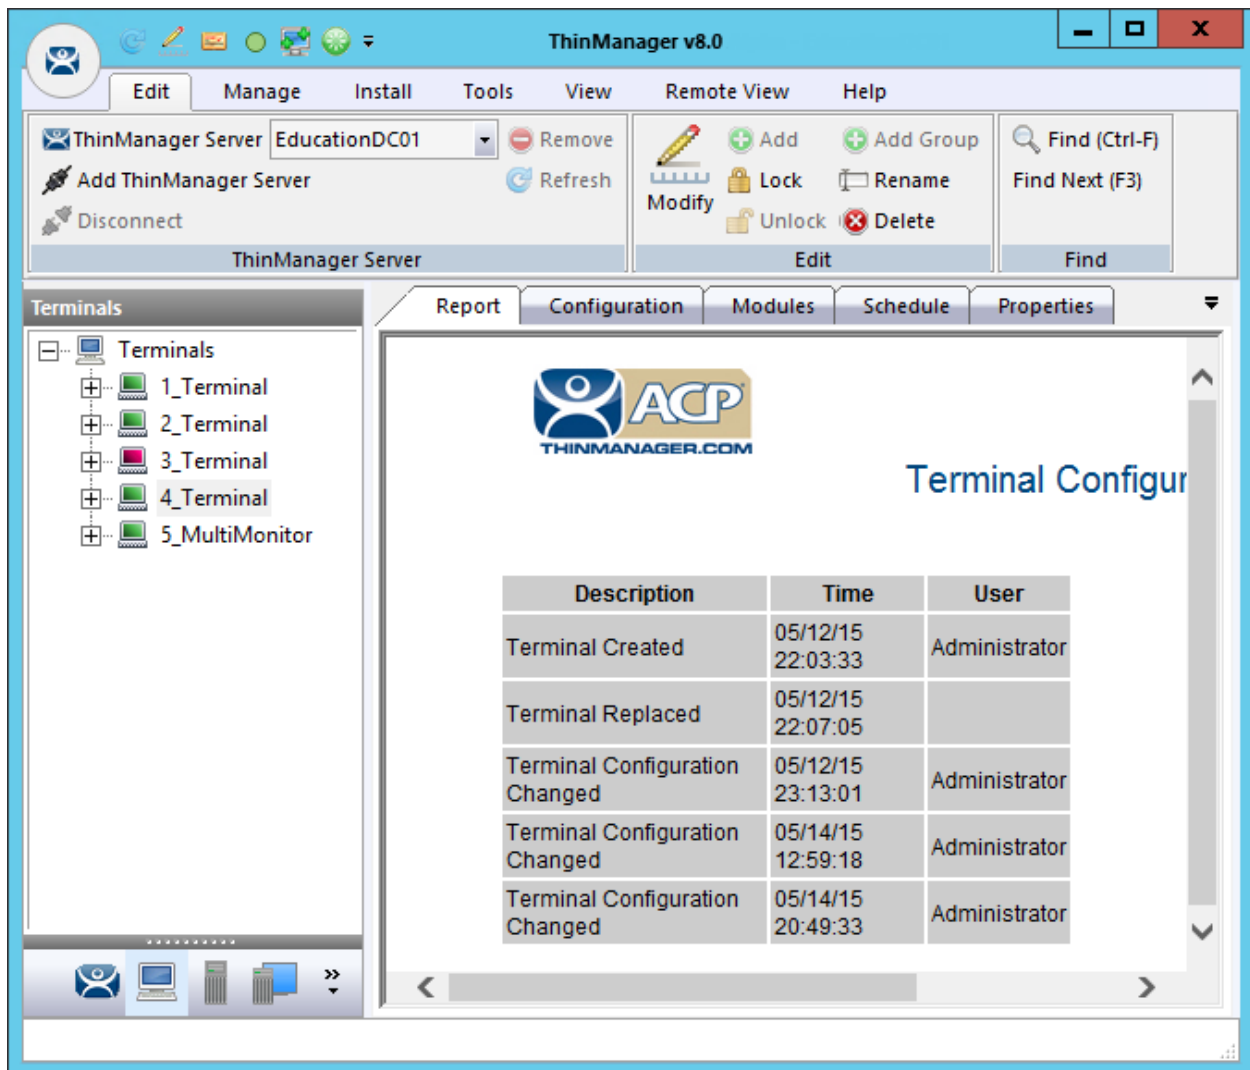 ThinManager v8.0
X
Edit Manage Install Tools View Remote View Help
ThinManager Server EducationDC01 Remove
Add ThinManager Server Refresh
Disconnect
ThinManager Server
Modify
Add Add Group
Lock Rename
Unlock Delete
Edit
Find (Ctrl-F)
Find Next (F3)
Find
Terminals
Terminals
1_Terminal
2_Terminal
3_Terminal
4_Terminal
5_MultiMonitor
Report Configuration Modules Schedule Properties
ACP
THINMANAGER.COM
Terminal Configur
Description Time User
Terminal Created 05/12/15 22:03:33 Administrator
Terminal Replaced 05/12/15 22:07:05
Terminal Configuration Changed 05/12/15 23:13:01 Administrator
Terminal Configuration Changed 05/14/15 12:59:18 Administrator
Terminal Configuration Changed 05/14/15 20:49:33 Administrator